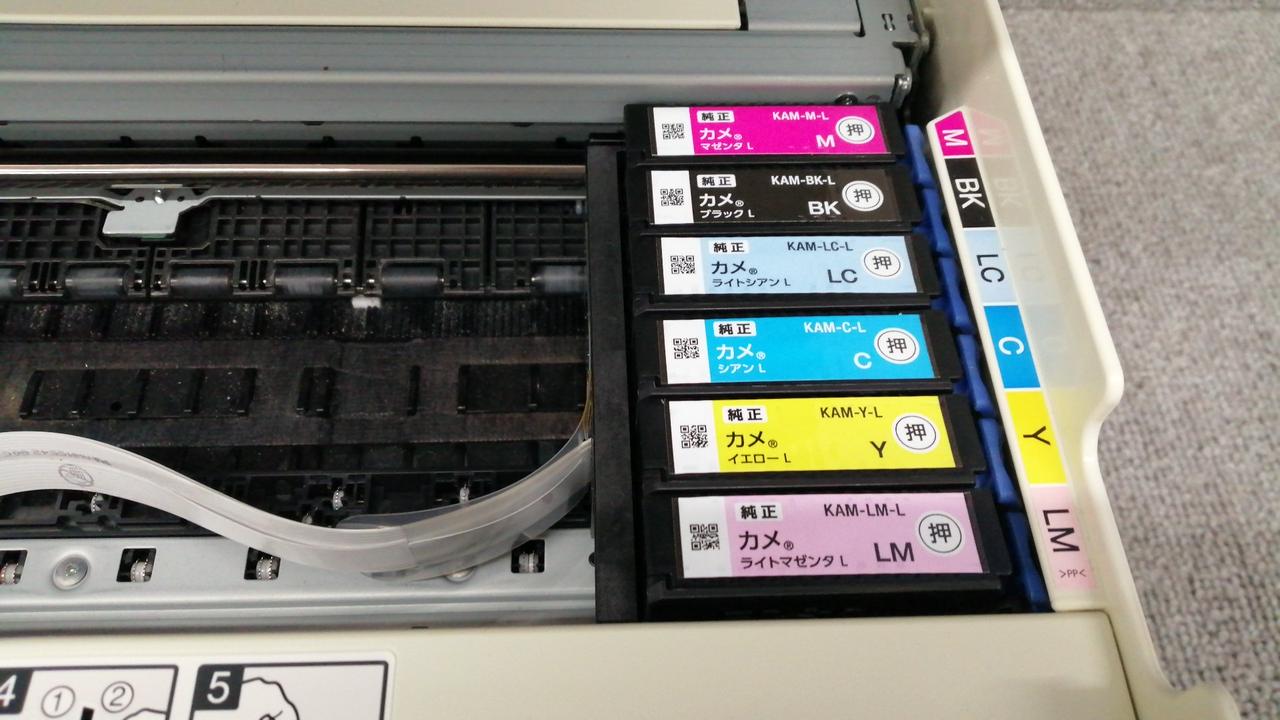 純正
KAM-M-L
カメ®
マゼンタ L
M
押
純正
KAM-BK-L
カメ®
ブラック L
BK
押
純正
KAM-LC-L
カメ®
ライトシアン L
LC
押
純正
KAM-C-L
カメ®
シアン L
C
押
純正
KAM-Y-L
カメ®
イエロー L
Y
押
純正
KAM-LM-L
カメ®
ライトマゼンタ L
LM
押
M
BK
LC
C
Y
LM
>PP<
4
①
②
5